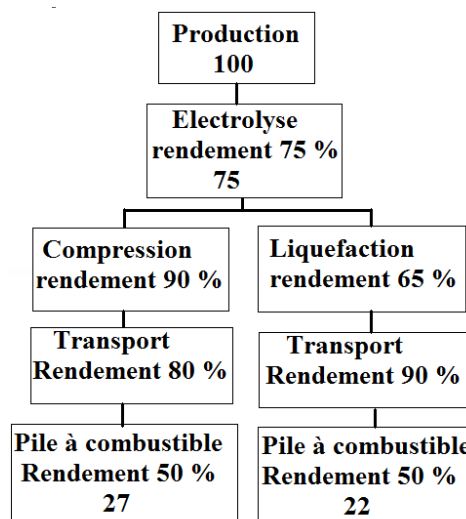 Production
100
Electrolyse
rendement 75 %
75
Compression
rendement 90 %
Liquefaction
rendement 65 %
Transport
Rendement 80 %
Transport
Rendement 90 %
Pile à combustible
Rendement 50 %
27
Pile à combustible
Rendement 50 %
22